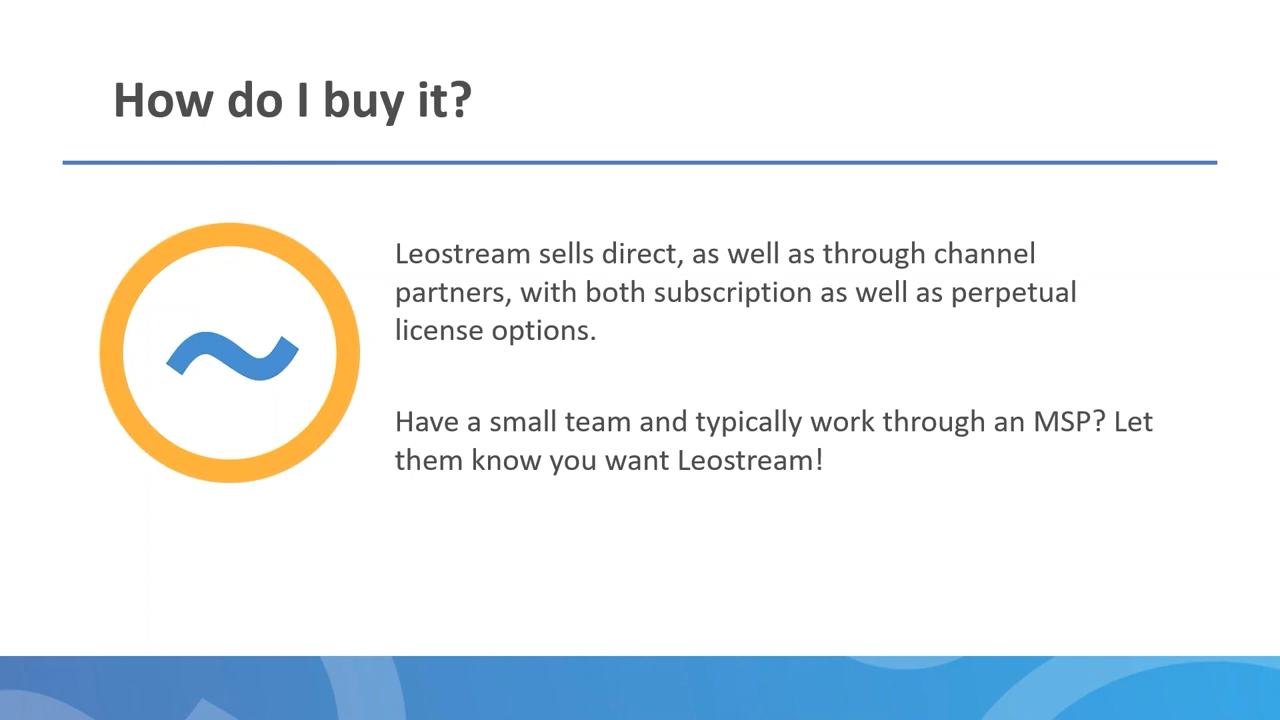 How do I buy it?
Leostream sells direct, as well as through channel
partners, with both subscription as well as perpetual
license options.
Have a small team and typically work through an MSP? Let
them know you want Leostream!